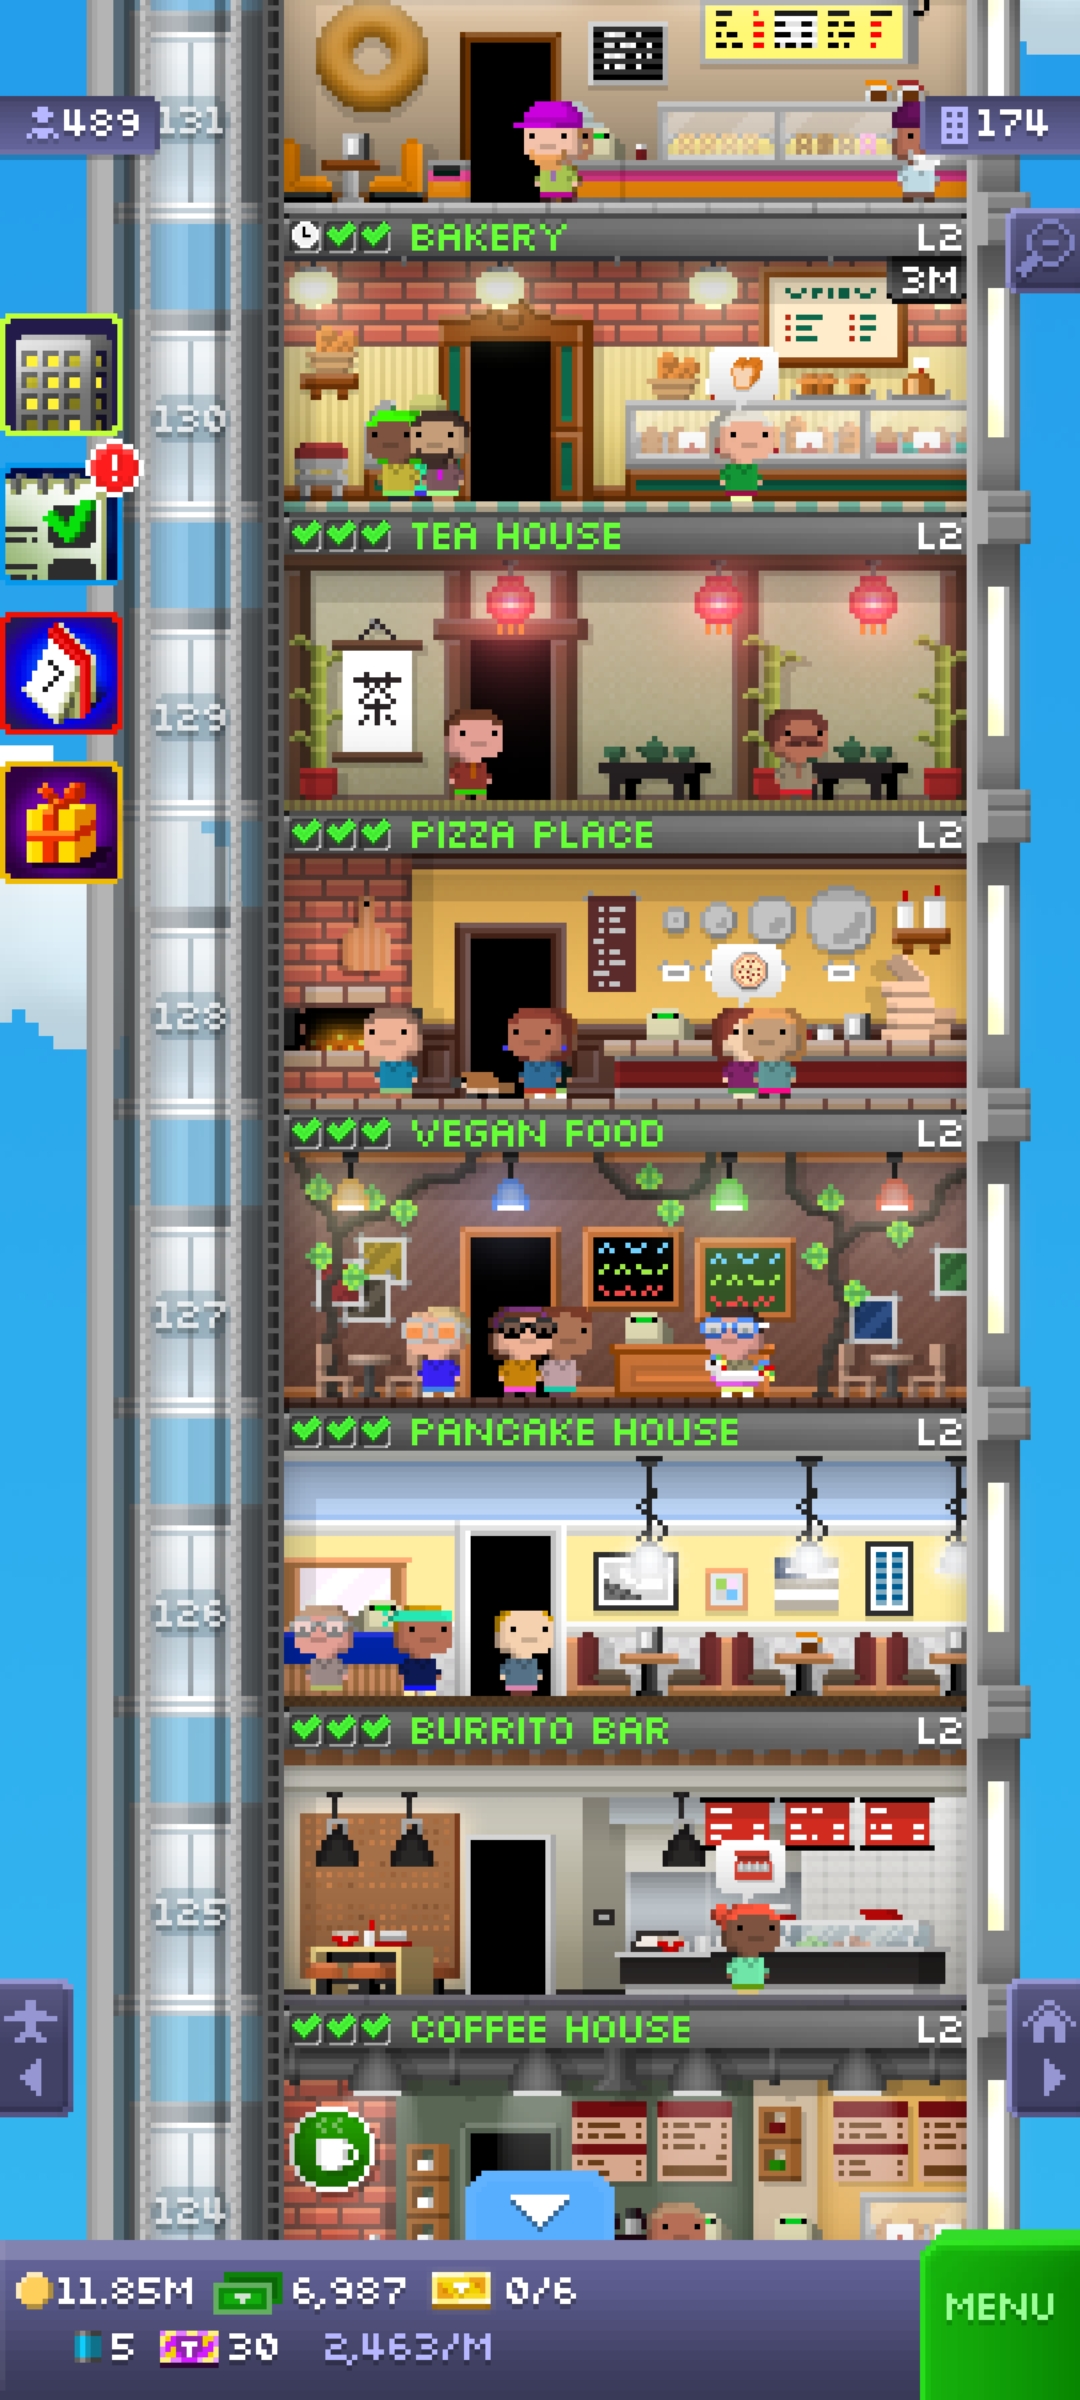 131
489
174
BAKERY
L2
3M
130
TEA HOUSE
L2
茶
129
PIZZA PLACE
L2
128
VEGAN FOOD
L2
127
PANCAKE HOUSE
L2
126
BURRITO BAR
L2
125
COFFEE HOUSE
L2
124
11.85M 6,987 0/6
5 T 30 2,463/M
MENU